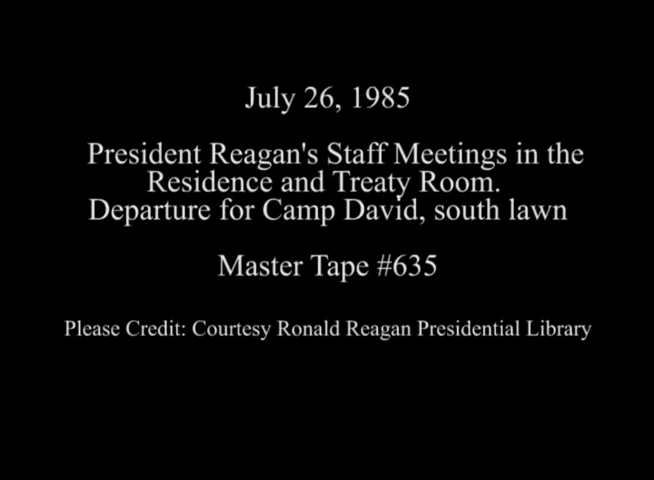 July 26, 1985
President Reagan's Staff Meetings in the
Residence and Treaty Room.
Departure for Camp David, south lawn
Master Tape #635
Please Credit: Courtesy Ronald Reagan Presidential Library